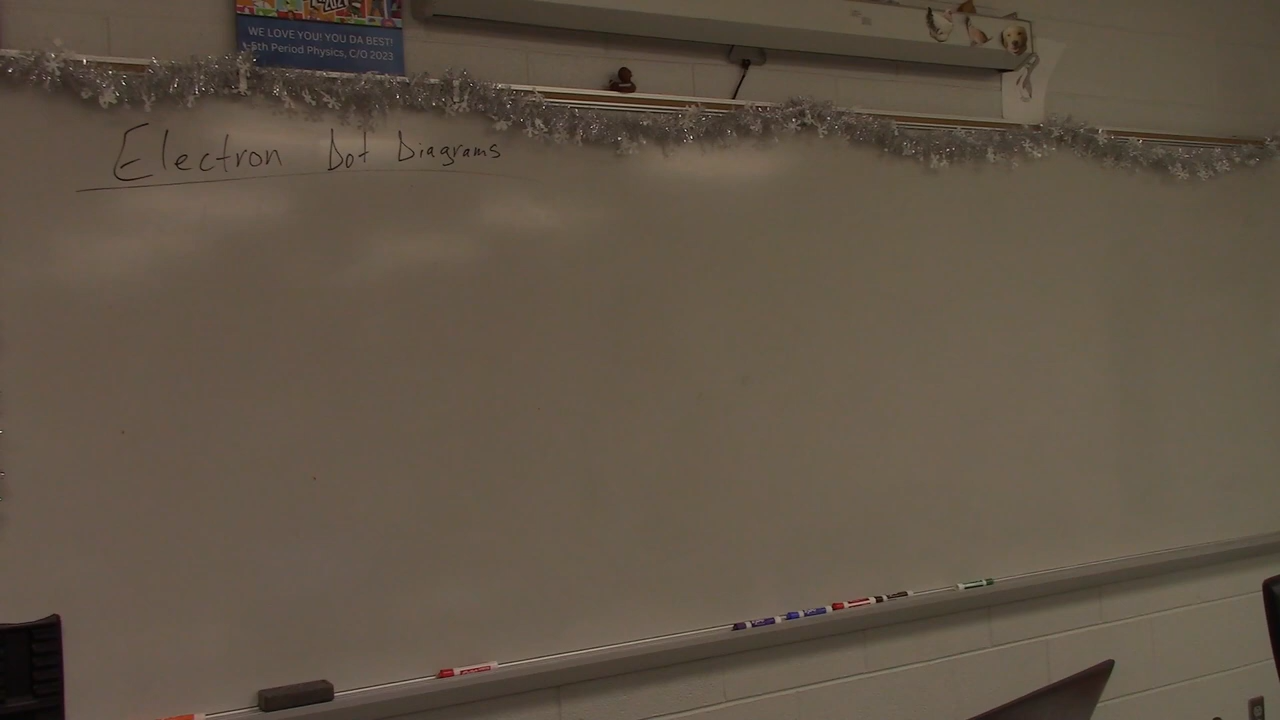 WE LOVE YOU! YOU DA BEST!
-5th Period Physics, C/O 2023
Electron Dot Diagrams